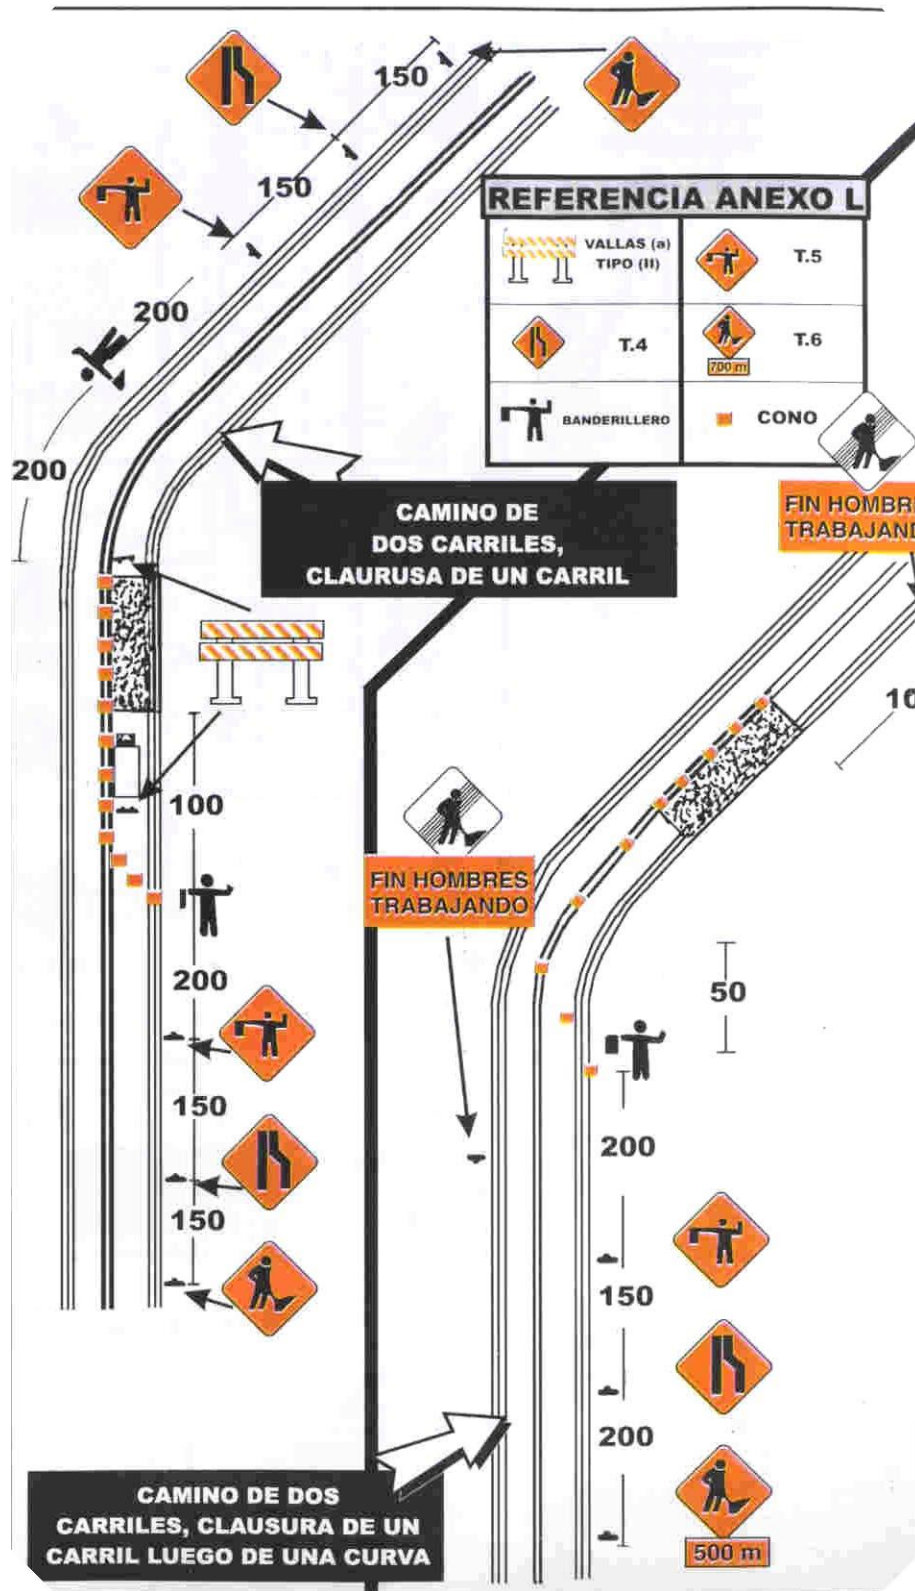 150
150
REFERENCIA ANEXO L
VALLAS (a)
TIPO (II)
T.5
200
T.4
T.6
700 m
BANDERILLERO
CONO
200
CAMINO DE
DOS CARRILES,
CLAURUSA DE UN CARRIL
FIN HOMBRE
TRABAJAND
10
100
FIN HOMBRES
TRABAJANDO
200
50
150
200
150
150
200
CAMINO DE DOS
CARRILES, CLAUSURA DE UN
CARRIL LUEGO DE UNA CURVA
500 m